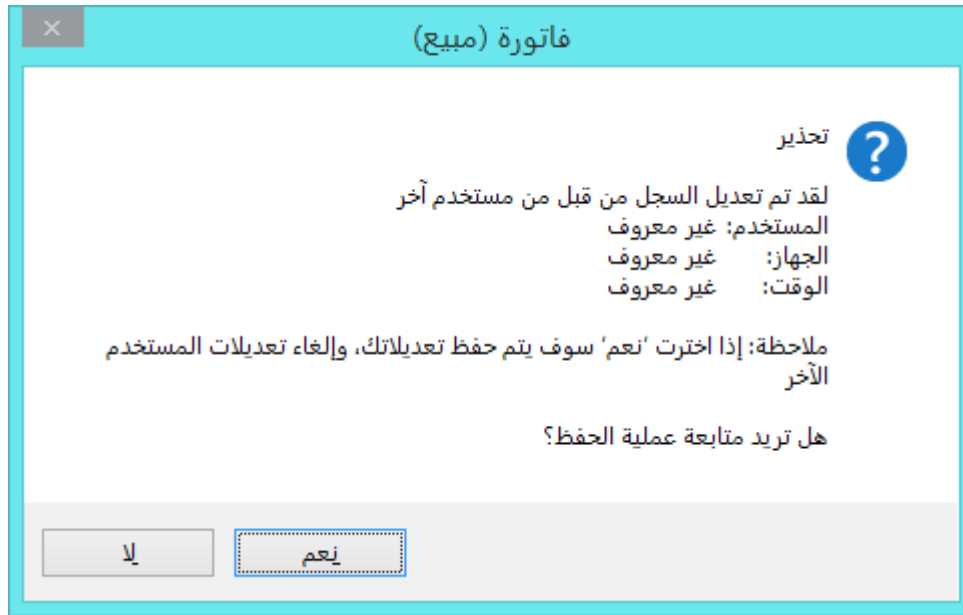 فاتورة (مبيع)
تحذير
لقد تم تعديل السجل من قبل من مستخدم آخر
المستخدم: غير معروف
الجهاز: غير معروف
الوقت: غير معروف
ملاحظة: إذا اخترت ’نعم‘ سوف يتم حفظ تعديلاتك، وإلغاء تعديلات المستخدم
الآخر
هل تريد متابعة عملية الحفظ؟
نعم
لا